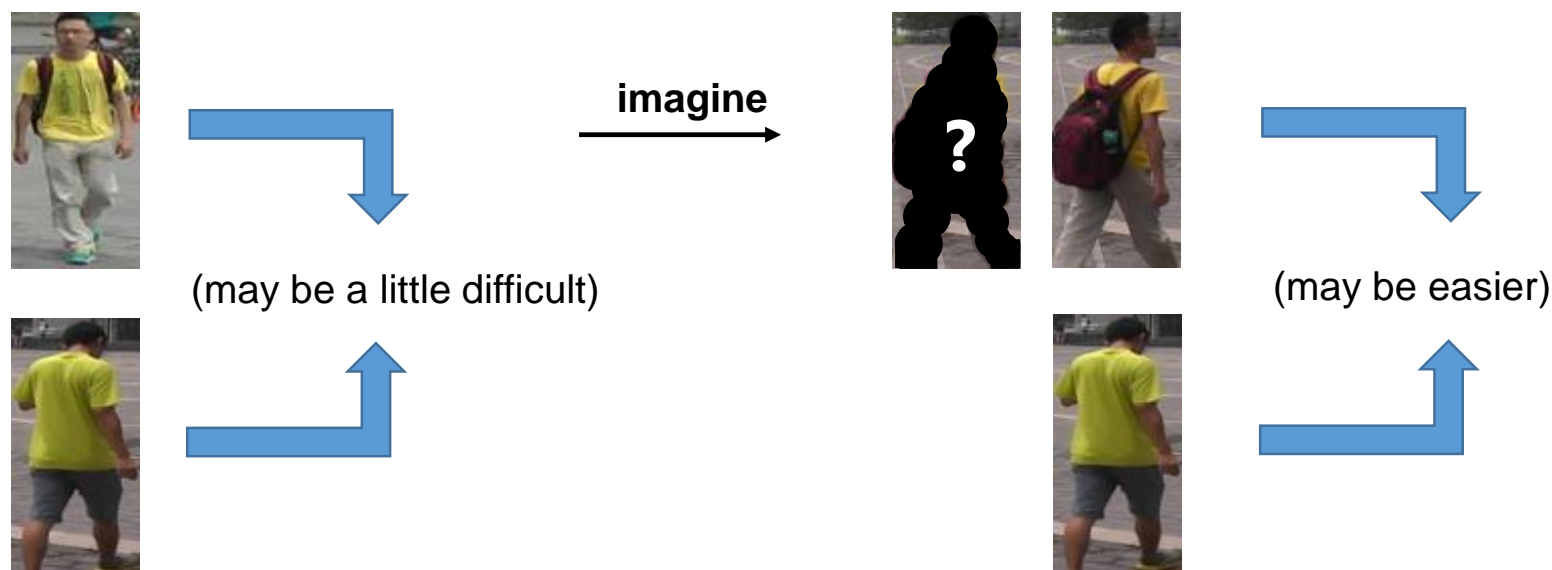 imagine
?
(may be a little difficult)
(may be easier)